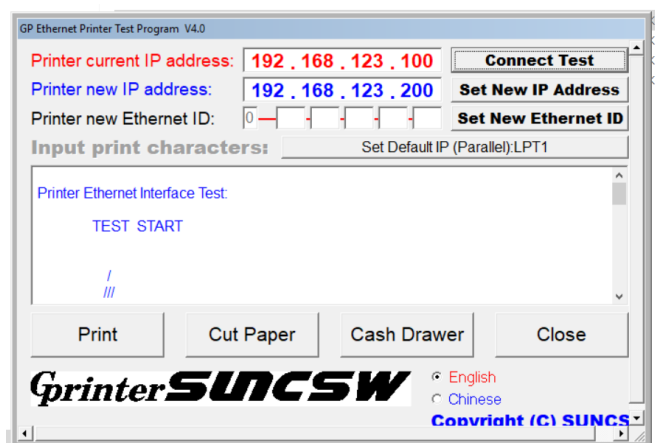 GP Ethernet Printer Test Program V4.0
Printer current IP address: 192 . 168 . 123 . 100 Connect Test
Printer new IP address: 192 . 168 . 123 . 200 Set New IP Address
Printer new Ethernet ID: 0 — - - - - Set New Ethernet ID
Input print characters: Set Default IP (Parallel):LPT1
Printer Ethernet Interface Test:
TEST START
/
///
Print Cut Paper Cash Drawer Close
Gprinter SUNCSW
English
Chinese
Copyright (C) SUNCS